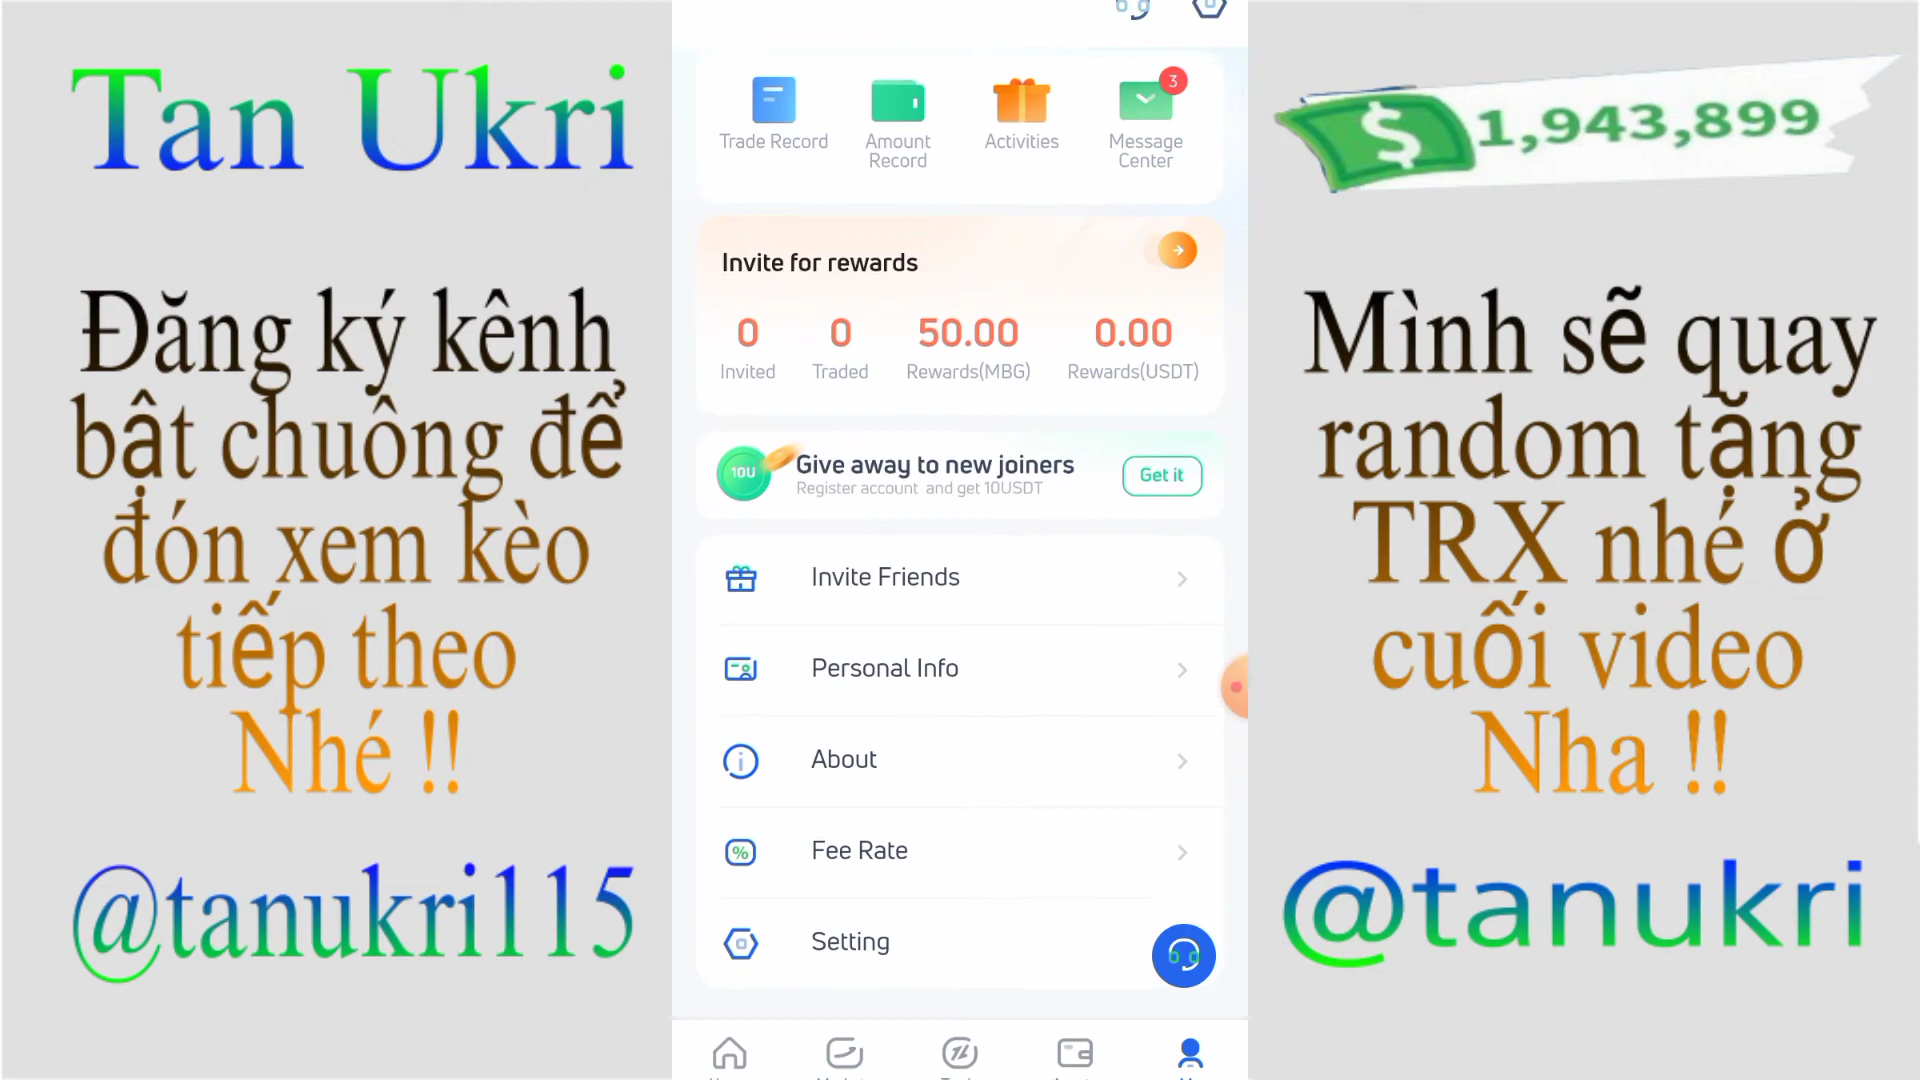 Tan Ukri
Đăng ký kênh
bật chuông để
đón xem kèo
tiếp theo
Nhé !!
@tanukri115
Trade Record
Amount
Record
Activities
3
Message
Center
Invite for rewards
0
0
50.00
0.00
Invited
Traded
Rewards(MBG)
Rewards(USDT)
10U
Give away to new joiners
Register account and get 10USDT
Get it
Invite Friends
Personal Info
About
Fee Rate
Setting
$ 1,943,899
Mình sẽ quay
random tặng
TRX nhé ở
cuối video
Nha !!
@tanukri